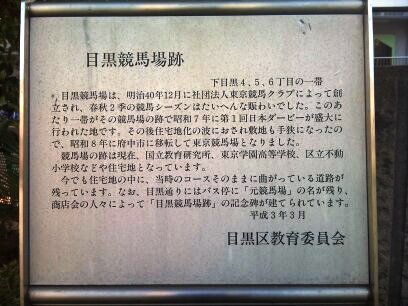 目黒競馬場跡
下目黒4、5、6丁目の一帯
目黒競馬場は、明治40年12月に社団法人東京競馬クラブによって創
立され、春秋2季の競馬シーズンはたいへんな賑わいでした。このあ
たり一帯がその競馬場の跡で昭和7年に第1回日本ダービーが盛大に
行われた地です。その後住宅地化の波におされ敷地も手狭になったの
で、昭和8年に府中市に移転して東京競馬場となりました。
競馬場の跡は現在、国立教育研究所、東京学園高等学校、区立不動
小学校などや住宅地となっています。
今でも住宅地の中に、当時のコースそのままに曲がっている道路が
残っています。なお、目黒通りにはバス停に「元競馬場」の名が残り、
商店会の人々によって「目黒競馬場跡」の記念碑が建てられています。
平成3年3月
目黒区教育委員会